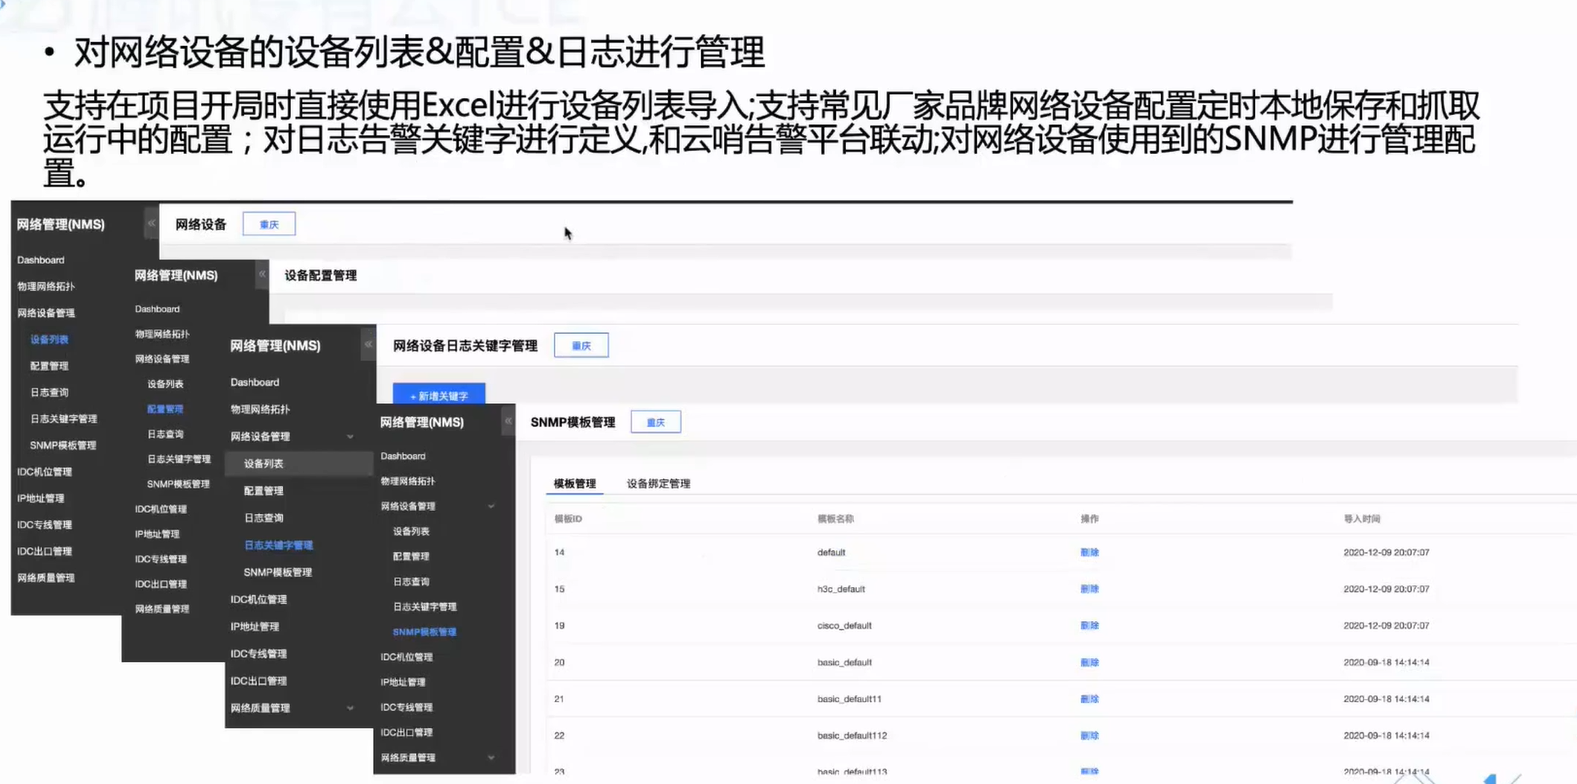 • 对网络设备的设备列表&配置&日志进行管理
支持在项目开局时直接使用Excel进行设备列表导入;支持常见厂家品牌网络设备配置定时本地保存和抓取
运行中的配置；对日志告警关键字进行定义,和云哨告警平台联动;对网络设备使用到的SNMP进行管理配
置。
网络管理(NMS)
Dashboard
物理网络拓扑
网络设备管理
设备列表
配置管理
日志查询
日志关键字管理
SNMP模板管理
IDC机位管理
IP地址管理
IDC专线管理
IDC出口管理
网络质量管理
网络设备 重庆
网络管理(NMS)
Dashboard
物理网络拓扑
网络设备管理
设备列表
配置管理
日志查询
日志关键字管理
SNMP模板管理
IDC机位管理
IP地址管理
IDC专线管理
IDC出口管理
网络质量管理
设备配置管理
网络管理(NMS)
Dashboard
物理网络拓扑
网络设备管理
设备列表
配置管理
日志查询
日志关键字管理
SNMP模板管理
IDC机位管理
IP地址管理
IDC专线管理
IDC出口管理
网络质量管理
网络设备日志关键字管理 重庆
+ 新增关键字
网络管理(NMS)
Dashboard
物理网络拓扑
网络设备管理
设备列表
配置管理
日志查询
日志关键字管理
SNMP模板管理
IDC机位管理
IP地址管理
IDC专线管理
IDC出口管理
网络质量管理
SNMP模板管理 重庆
模板管理 设备绑定管理
模板ID 模板名称 操作 导入时间
14 default 删除 2020-12-09 20:07:07
15 h3c_default 删除 2020-12-09 20:07:07
19 cisco_default 删除 2020-12-09 20:07:07
20 basic_default 删除 2020-09-18 14:14:14
21 basic_default11 删除 2020-09-18 14:14:14
22 basic_default112 删除 2020-09-18 14:14:14
23 basic_default113 删除 2020-09-18 14:14:14